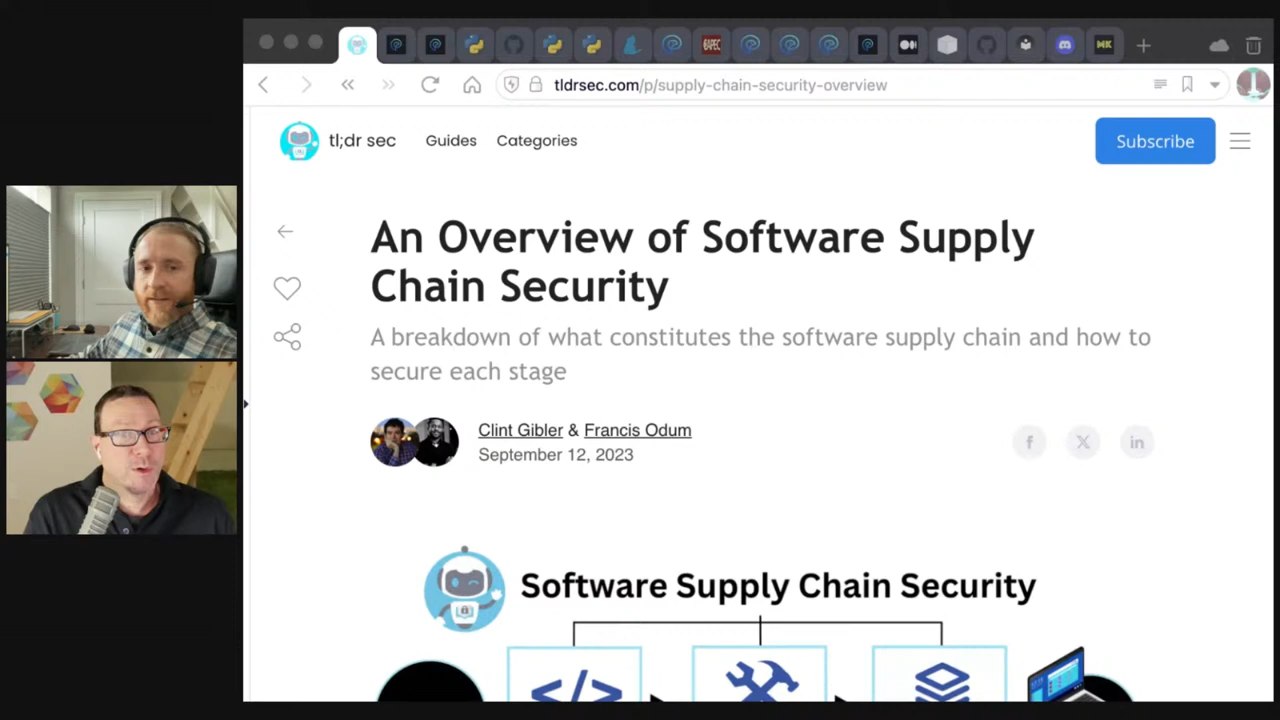 CAPEC
MK
tldrsec.com/p/supply-chain-security-overview
tl;dr sec
Guides
Categories
Subscribe
An Overview of Software Supply
Chain Security
A breakdown of what constitutes the software supply chain and how to
secure each stage
Clint Gibler & Francis Odum
September 12, 2023
Software Supply Chain Security